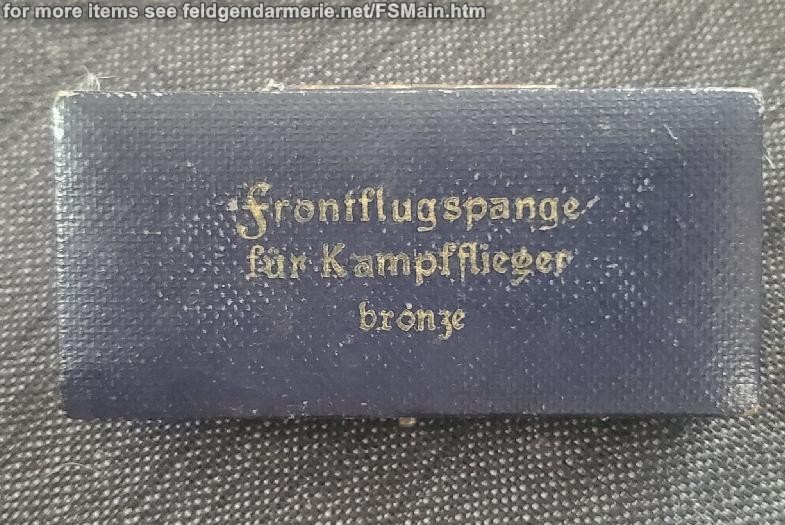 for more items see feldgendarmerie.net/FSMain.htm
Frontflugspange
für Kampfflieger
bronze